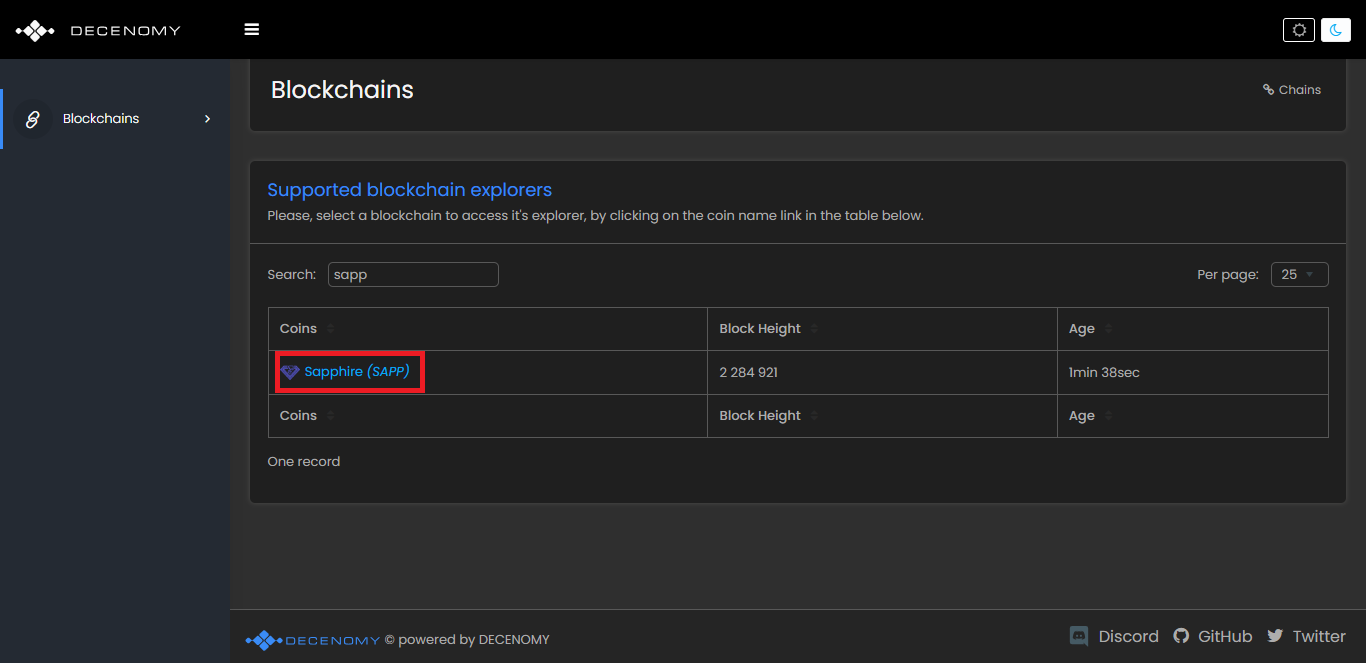 DECENOMY
Blockchains
Blockchains
Chains
Supported blockchain explorers
Please, select a blockchain to access it's explorer, by clicking on the coin name link in the table below.
Search: sapp Per page: 25
Coins Block Height Age
Sapphire (SAPP) 2 284 921 1min 38sec
Coins Block Height Age
One record
DECENOMY © powered by DECENOMY Discord GitHub Twitter